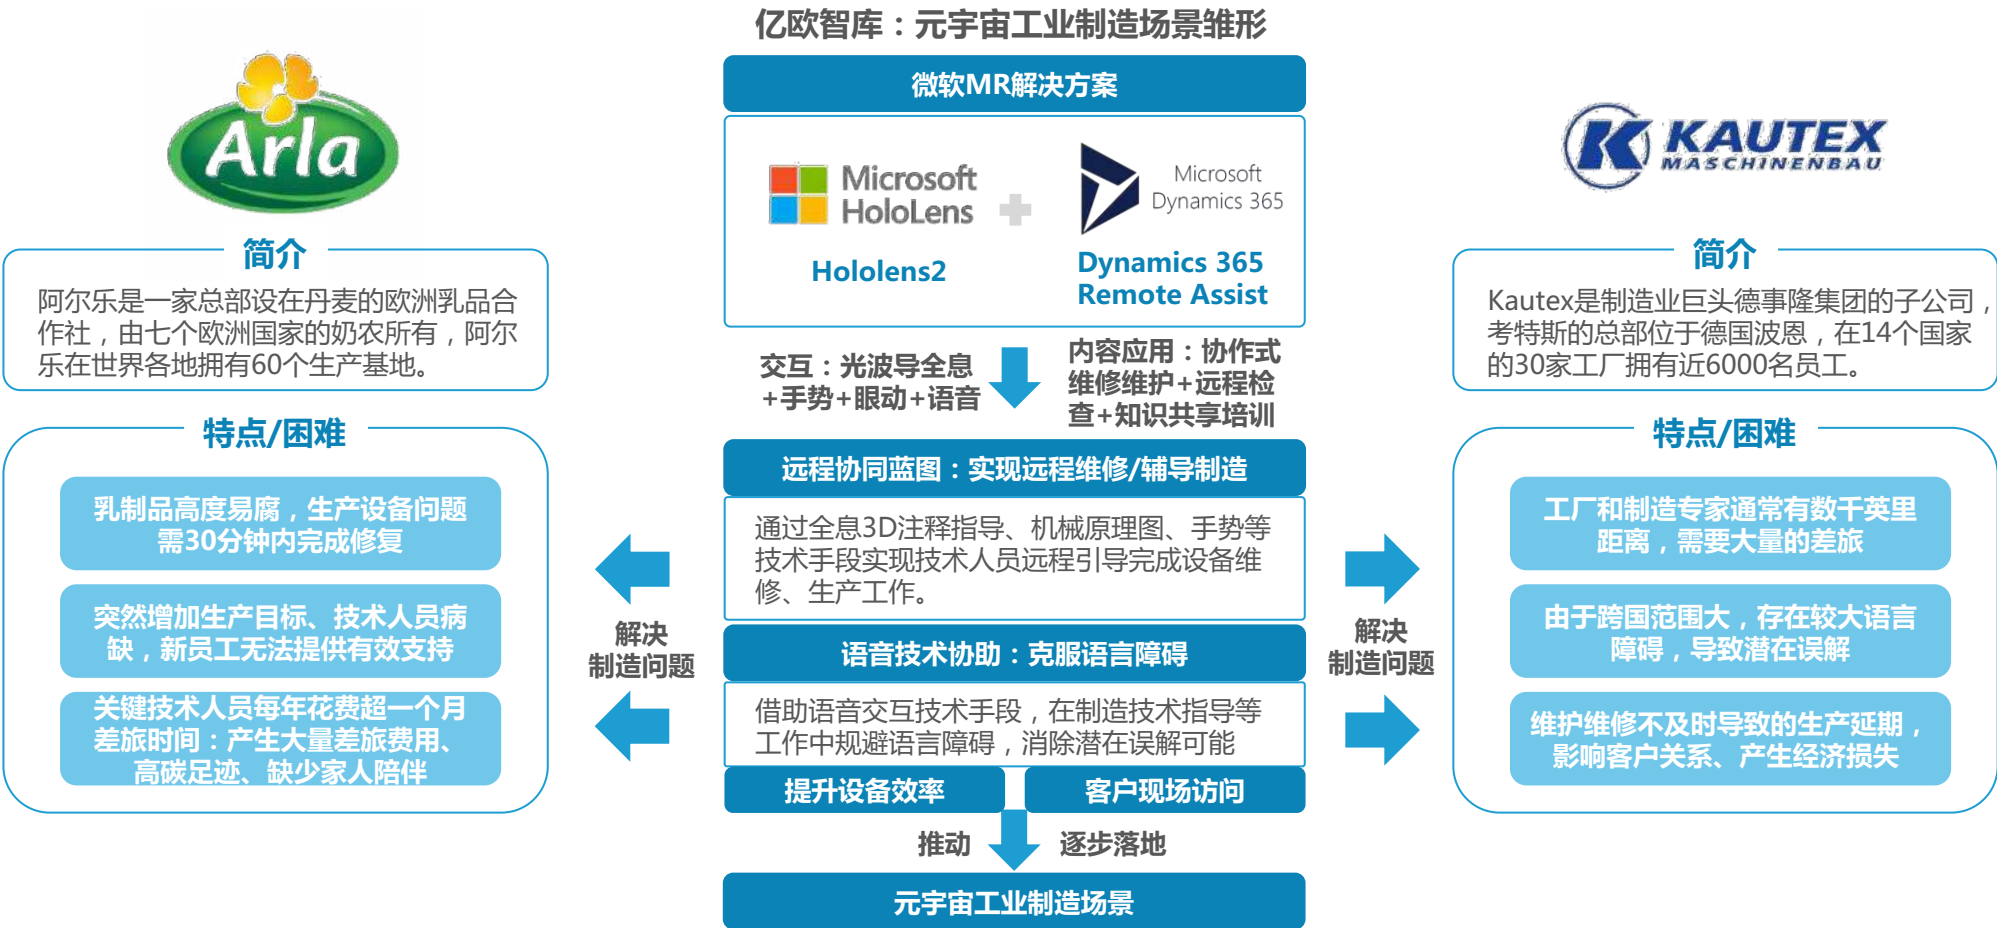 亿欧智库：元宇宙工业制造场景雏形
Arla
简介
阿尔乐是一家总部设在丹麦的欧洲乳品合
作社，由七个欧洲国家的奶农所有，阿尔
乐在世界各地拥有60个生产基地。
特点/困难
乳制品高度易腐，生产设备问题
需30分钟内完成修复
突然增加生产目标、技术人员病
缺，新员工无法提供有效支持
关键技术人员每年花费超一个月
差旅时间：产生大量差旅费用、
高碳足迹、缺少家人陪伴
解决
制造问题
微软MR解决方案
Microsoft
HoloLens
Microsoft
Dynamics 365
Hololens2
Dynamics 365
Remote Assist
交互：光波导全息
+手势+眼动+语音
内容应用：协作式
维修维护+远程检
查+知识共享培训
远程协同蓝图：实现远程维修/辅导制造
通过全息3D注释指导、机械原理图、手势等
技术手段实现技术人员远程引导完成设备维
修、生产工作。
语音技术协助：克服语言障碍
借助语音交互技术手段，在制造技术指导等
工作中规避语言障碍，消除潜在误解可能
提升设备效率
客户现场访问
推动
逐步落地
元宇宙工业制造场景
解决
制造问题
K KAUTEX
MASCHINENBAU
简介
Kautex是制造业巨头德事隆集团的子公司，
考特斯的总部位于德国波恩，在14个国家
的30家工厂拥有近6000名员工。
特点/困难
工厂和制造专家通常有数千英里
距离，需要大量的差旅
由于跨国范围大，存在较大语言
障碍，导致潜在误解
维护维修不及时导致的生产延期，
影响客户关系、产生经济损失